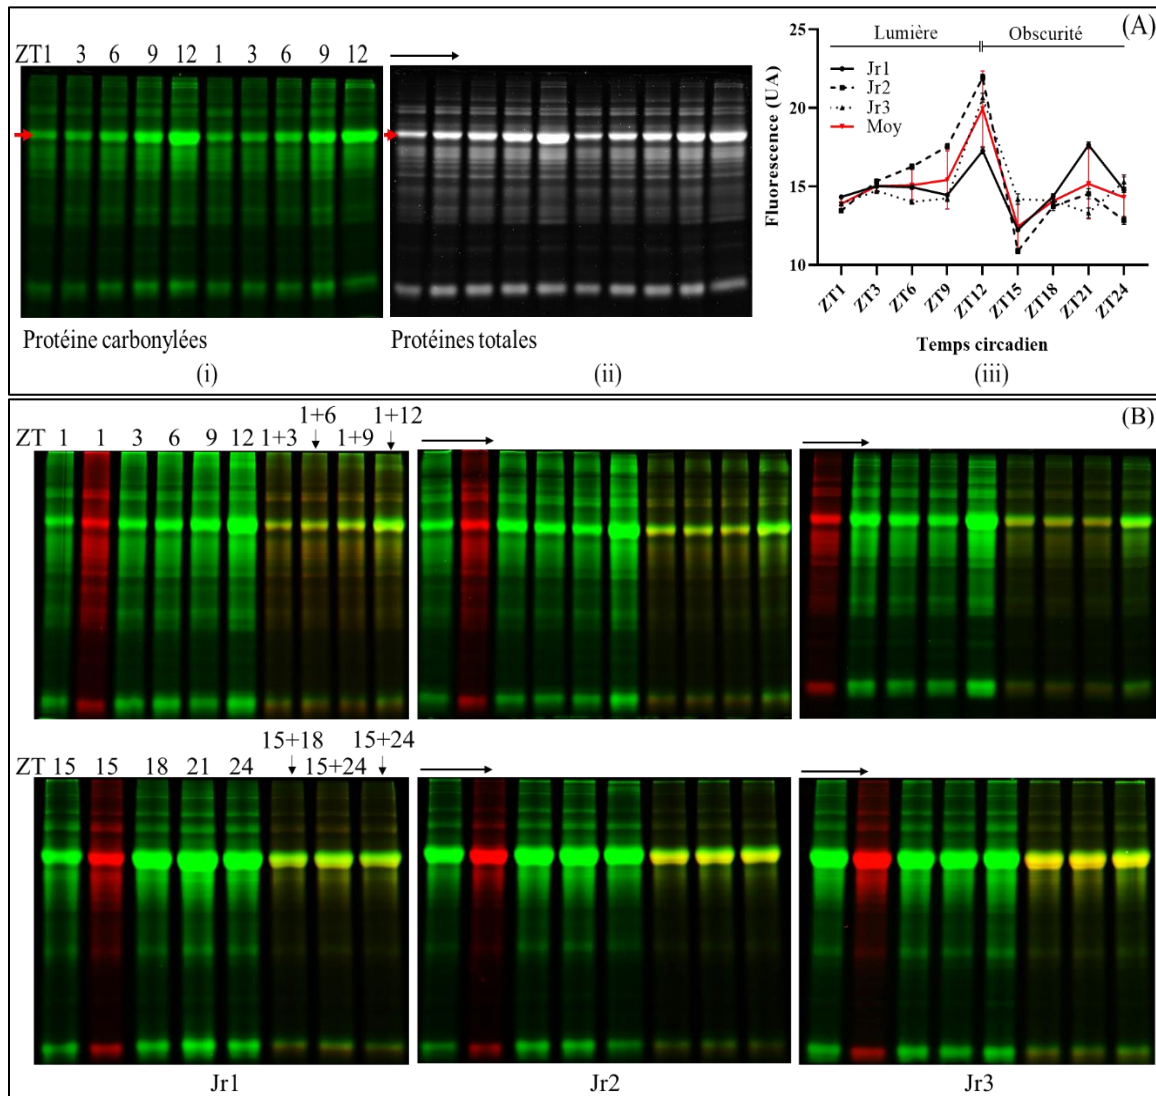 (A)
ZT1 3 6 9 12 1 3 6 9 12
Protéine carbonylées
(i)
Protéines totales
(ii)
25
20
15
10
Fluorescence (UA)
Lumière
Obscurité
Jr1
Jr2
Jr3
Moy
ZT1 ZT3 ZT6 ZT9 ZT12 ZT15 ZT18 ZT21 ZT24
Temps circadien
(iii)
(B)
1+6 1+12
ZT 1 1 3 6 9 12 1+3 1+9
15+18 15+24
ZT 15 15 18 21 24 15+24
Jr1
Jr2
Jr3